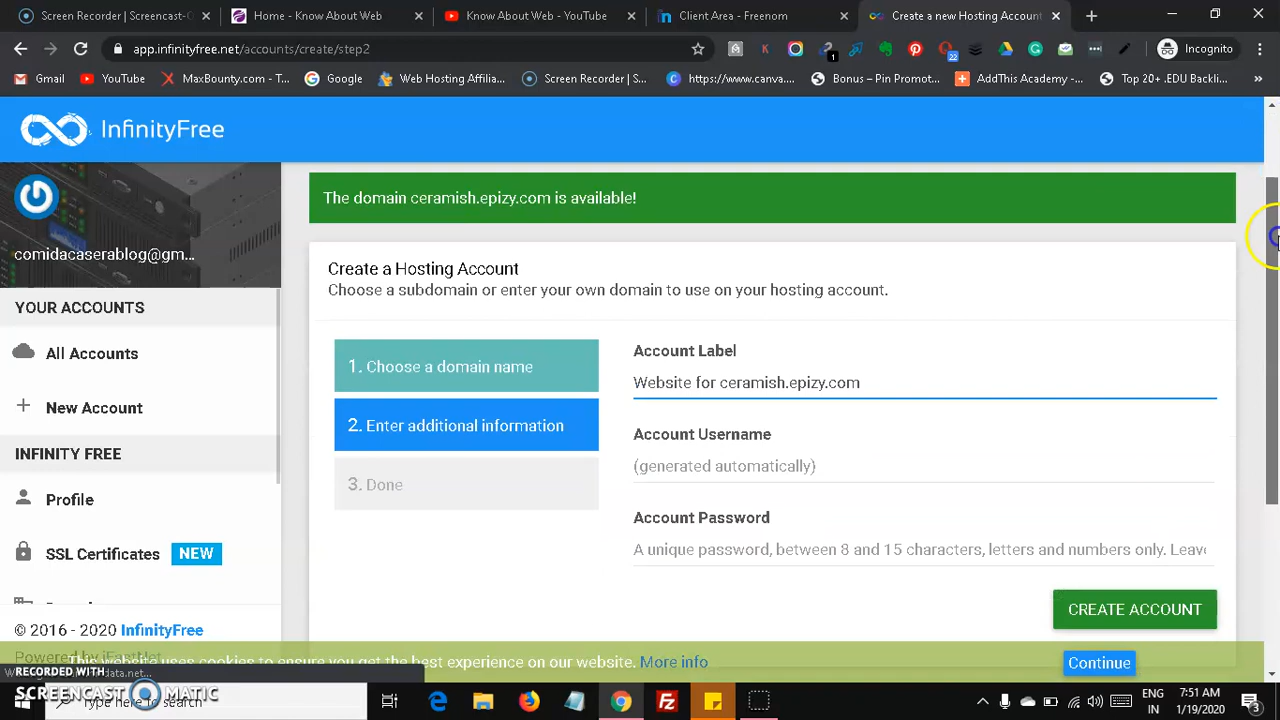 Screencast-O
Home - Know About Web
Know About Web - YouTube
Client Area - Freenom
Create a new Hosting Account
app.infinityfree.net/accounts/create/step2
1
22
Incognito
Gmail
YouTube
MaxBounty.com - T...
Google
Web Hosting Affilia...
Screen Recorder | S...
https://www.canva....
Bonus – Pin Promot...
AddThis Academy -...
Top 20+ .EDU Backlin...
InfinityFree
The domain ceramish.epizy.com is available!
comidacaserablog@gm...
Create a Hosting Account
Choose a subdomain or enter your own domain to use on your hosting account.
YOUR ACCOUNTS
All Accounts
New Account
INFINITY FREE
Profile
SSL Certificates NEW
© 2016 - 2020 InfinityFree
Powered by iFastNet
1. Choose a domain name
2. Enter additional information
3. Done
Account Label
Website for ceramish.epizy.com
Account Username
(generated automatically)
Account Password
A unique password, between 8 and 15 characters, letters and numbers only. Leave
CREATE ACCOUNT
This website uses cookies to ensure you get the best experience on our website. More info
Continue
RECORDED WITH
SCREENCAST MATIC
Type here to search
ENG
IN
7:51 AM
1/19/2020
3